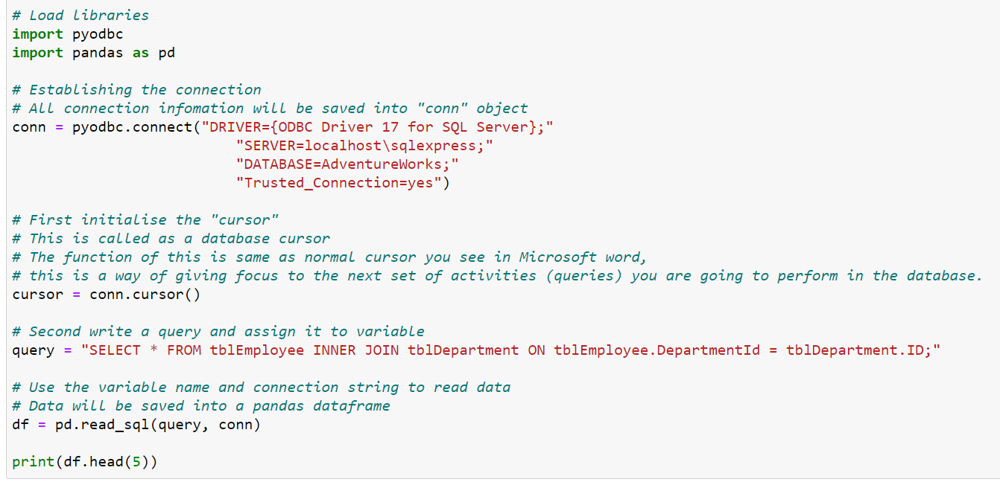 # Load libraries
import pyodbc
import pandas as pd
# Establishing the connection
# All connection infomation will be saved into "conn" object
conn = pyodbc.connect("DRIVER={ODBC Driver 17 for SQL Server};"
"SERVER=localhost\sqlexpress;"
"DATABASE=AdventureWorks;"
"Trusted_Connection=yes")
# First initialise the "cursor"
# This is called as a database cursor
# The function of this is same as normal cursor you see in Microsoft word,
# this is a way of giving focus to the next set of activities (queries) you are going to perform in the database.
cursor = conn.cursor()
# Second write a query and assign it to variable
query = "SELECT * FROM tblEmployee INNER JOIN tblDepartment ON tblEmployee.DepartmentId = tblDepartment.ID;"
# Use the variable name and connection string to read data
# Data will be saved into a pandas dataframe
df = pd.read_sql(query, conn)
print(df.head(5))